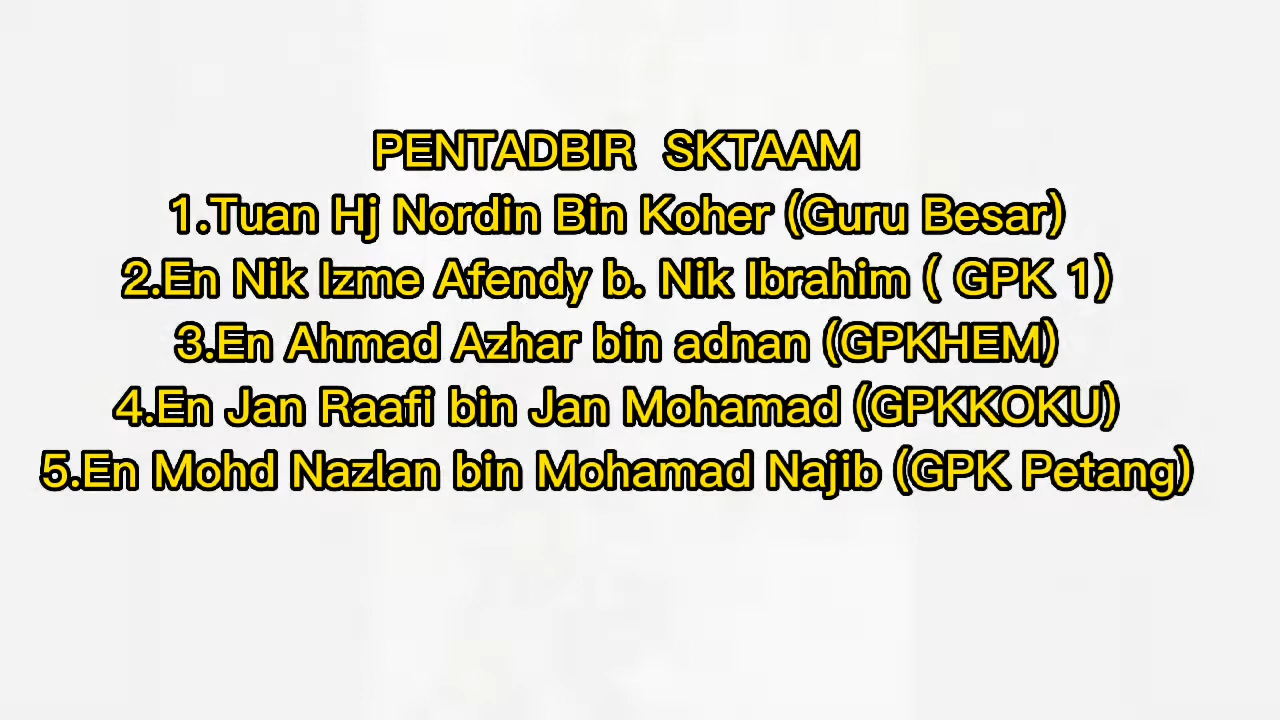 PENTADBIR SKTAAM
1.Tuan Hj Nordin Bin Koher (Guru Besar)
2.En Nik Izme Afendy b. Nik Ibrahim ( GPK 1)
3.En Ahmad Azhar bin adnan (GPKHEM)
4.En Jan Raafi bin Jan Mohamad (GPKKOKU)
5.En Mohd Nazlan bin Mohamad Najib (GPK Petang)